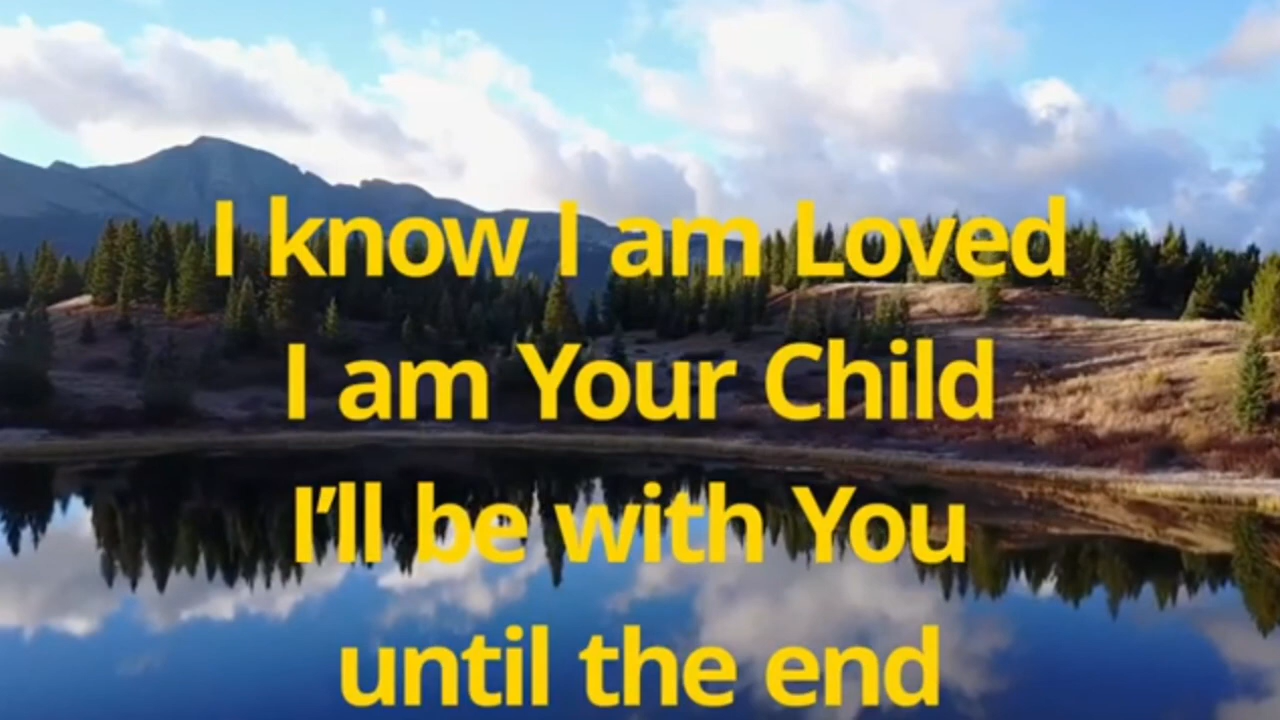 I know I am Loved
I am Your Child
I’ll be with You
until the end